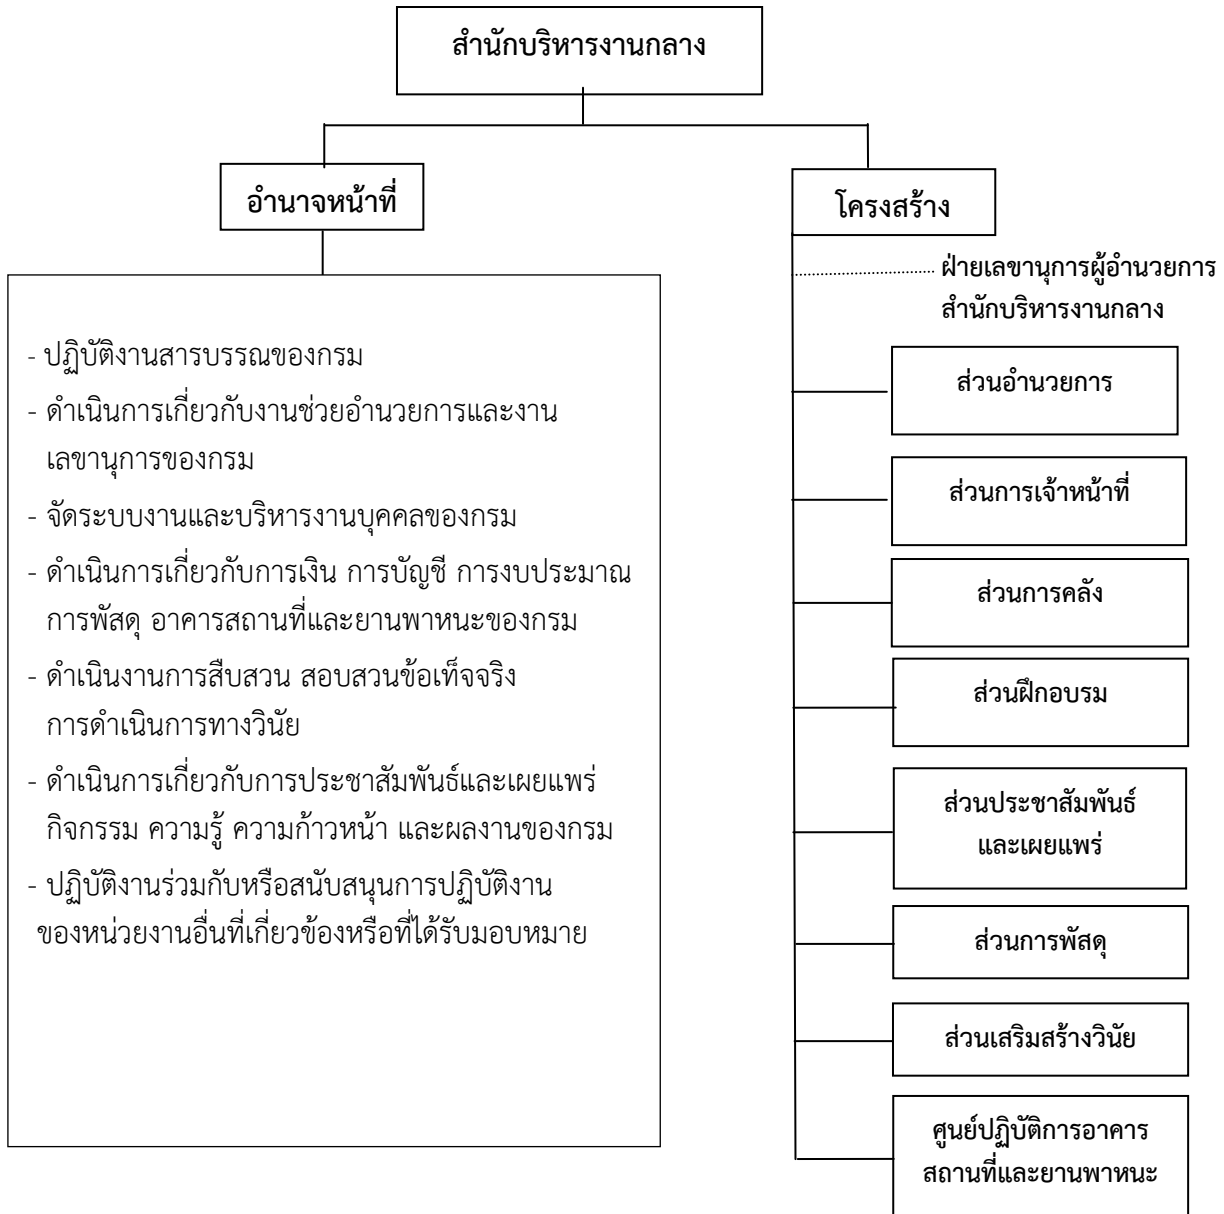 สำนักบริหารงานกลาง
อำนาจหน้าที่
- ปฏิบัติงานสารบรรณของกรม
- ดำเนินการเกี่ยวกับงานช่วยอำนวยการและงาน
เลขานุการของกรม
- จัดระบบงานและบริหารงานบุคคลของกรม
- ดำเนินการเกี่ยวกับการเงิน การบัญชี การงบประมาณ
การพัสดุ อาคารสถานที่และยานพาหนะของกรม
- ดำเนินงานการสืบสวน สอบสวนข้อเท็จจริง
การดำเนินการทางวินัย
- ดำเนินการเกี่ยวกับการประชาสัมพันธ์และเผยแพร่
กิจกรรม ความรู้ ความก้าวหน้า และผลงานของกรม
- ปฏิบัติงานร่วมกับหรือสนับสนุนการปฏิบัติงาน
ของหน่วยงานอื่นที่เกี่ยวข้องหรือที่ได้รับมอบหมาย
โครงสร้าง
ฝ่ายเลขานุการผู้อำนวยการ
สำนักบริหารงานกลาง
ส่วนอำนวยการ
ส่วนการเจ้าหน้าที่
ส่วนการคลัง
ส่วนฝึกอบรม
ส่วนประชาสัมพันธ์
และเผยแพร่
ส่วนการพัสดุ
ส่วนเสริมสร้างวินัย
ศูนย์ปฏิบัติการอาคาร
สถานที่และยานพาหนะ